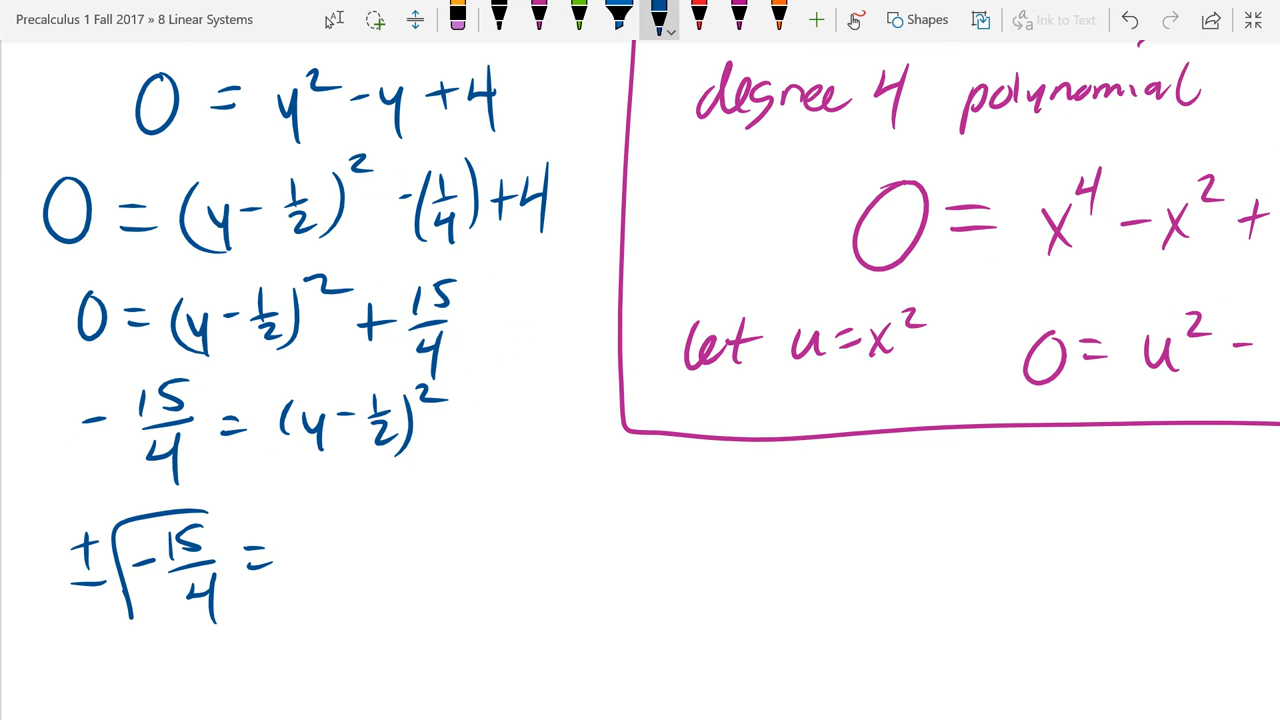 Precalculus 1 Fall 2017 » 8 Linear Systems
Shapes
Ink to Text
0 = y² - y + 4
0 = (y - 1/2)² - (1/4) + 4
0 = (y - 1/2)² + 15/4
- 15/4 = (y - 1/2)²
± √(- 15/4) =
degree 4 polynomial
0 = x⁴ - x² +
let u = x² 0 = u² -